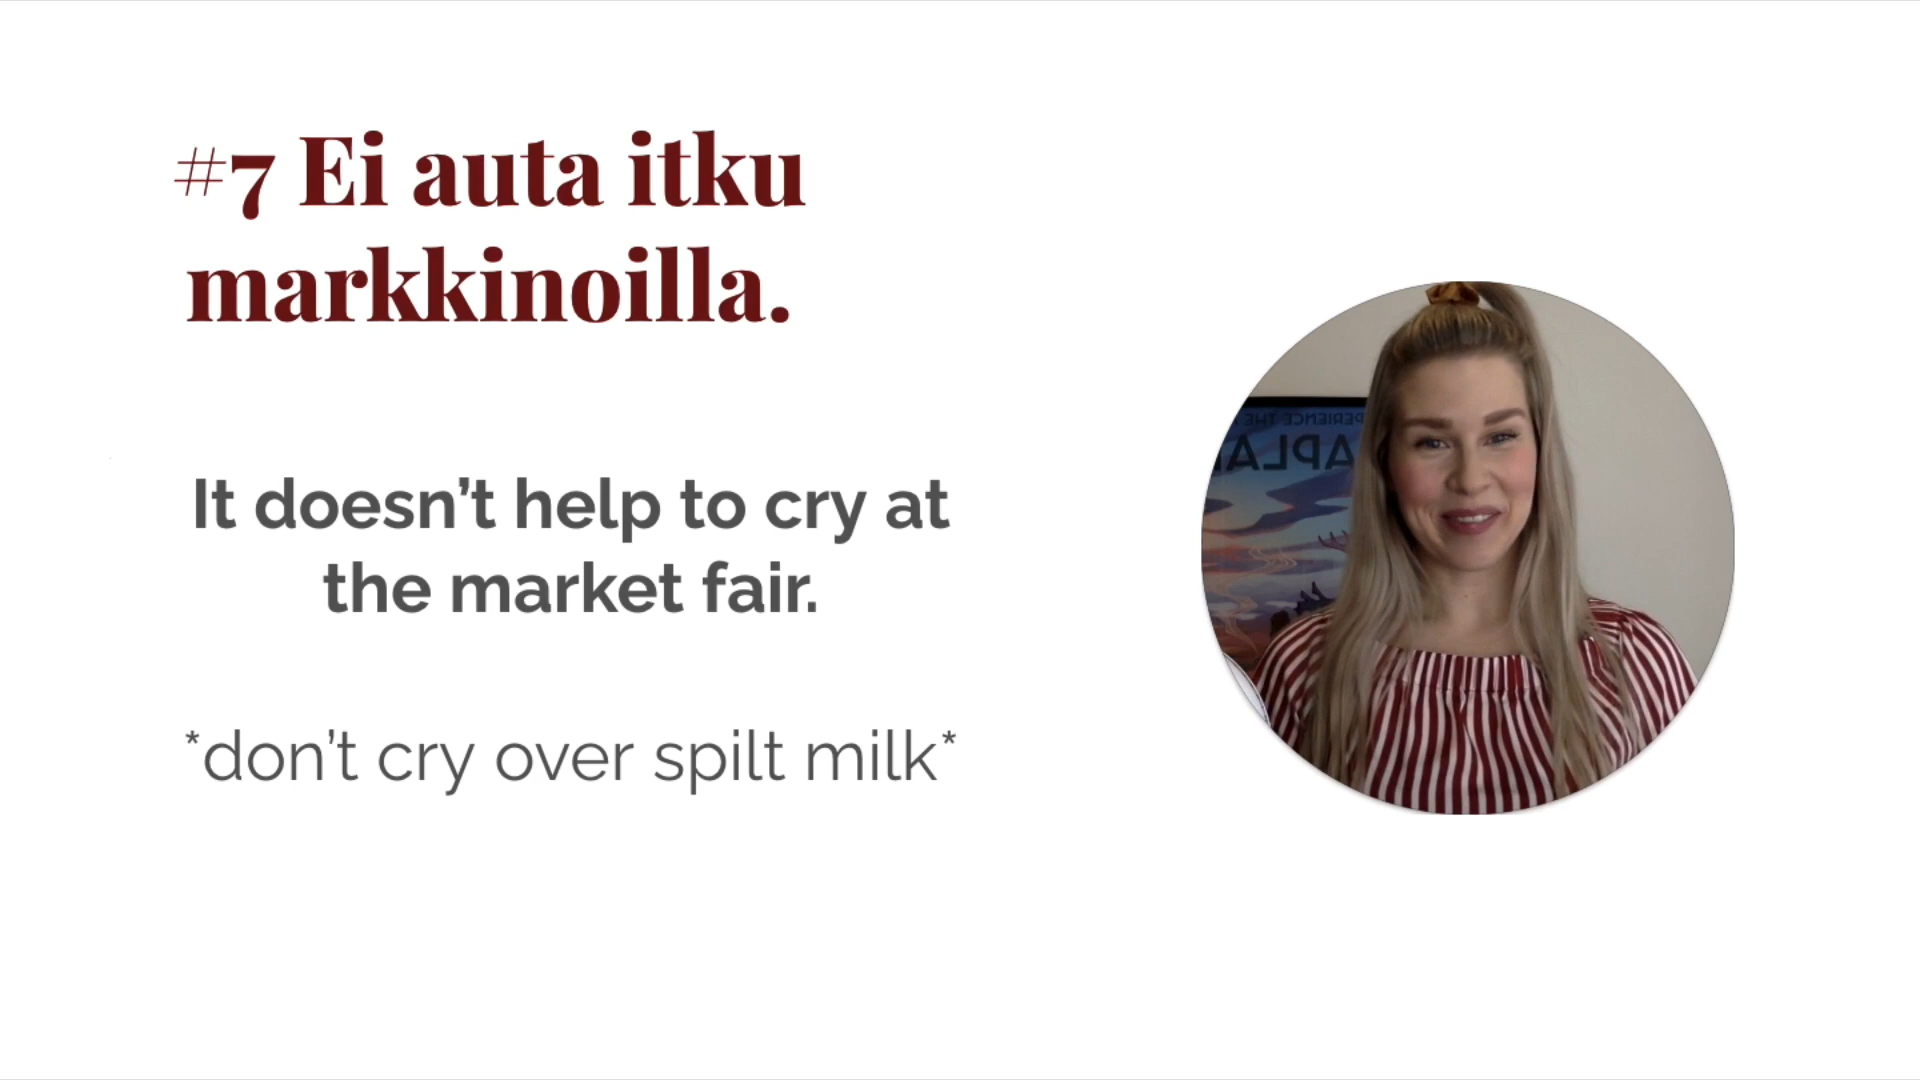 #7 Ei auta itku
markkinoilla.
It doesn’t help to cry at
the market fair.
*don’t cry over spilt milk*